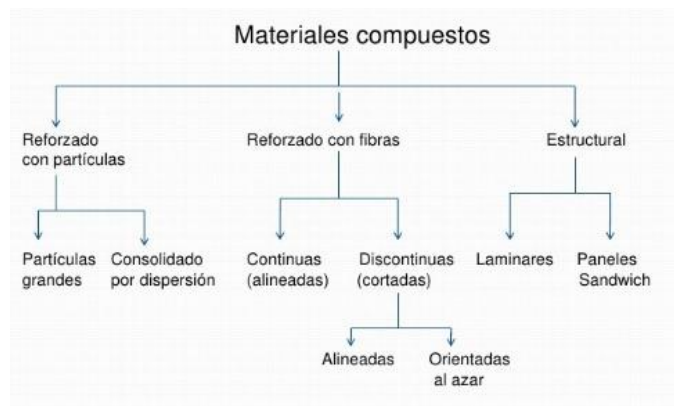 Materiales compuestos
Reforzado
con partículas
Reforzado con fibras
Estructural
Partículas
grandes
Consolidado
por dispersión
Continuas
(alineadas)
Discontinuas
(cortadas)
Laminares
Paneles
Sandwich
Alineadas
Orientadas
al azar